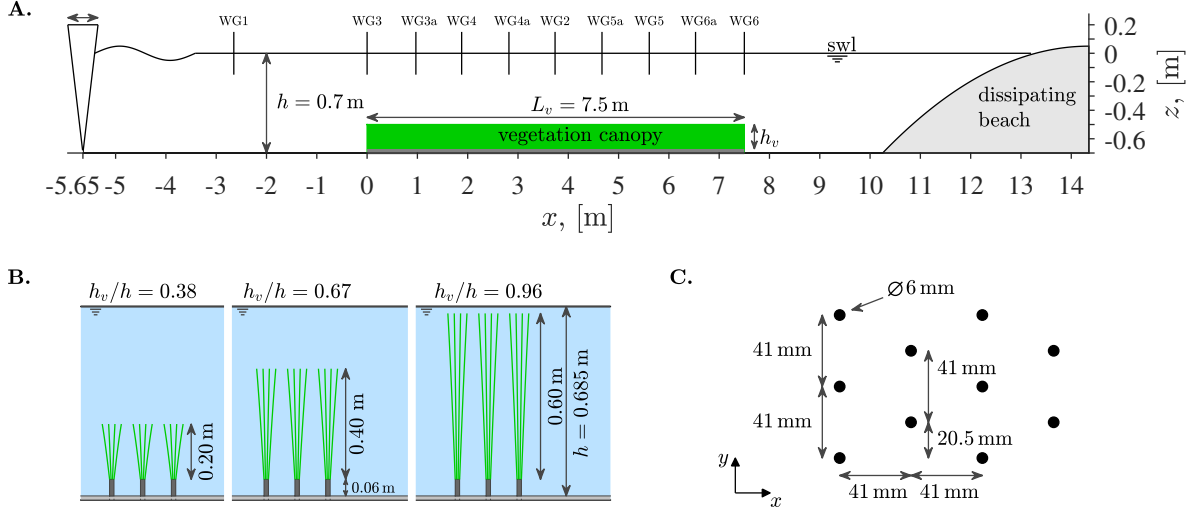 A.
WG1 WG3 WG3a WG4 WG4a WG2 WG5a WG5 WG6a WG6
swl
h = 0.7 m
L_v = 7.5 m
vegetation canopy
h_v
dissipating
beach
0.2
0
-0.2
-0.4
-0.6
z, [m]
-5.65 -5 -4 -3 -2 -1 0 1 2 3 4 5 6 7 8 9 10 11 12 13 14
x, [m]
B.
h_v/h = 0.38
h_v/h = 0.67
h_v/h = 0.96
0.20 m
0.40 m
0.06 m
0.60 m
h = 0.685 m
C.
∅6 mm
41 mm
41 mm
41 mm
20.5 mm
y
x
41 mm 41 mm